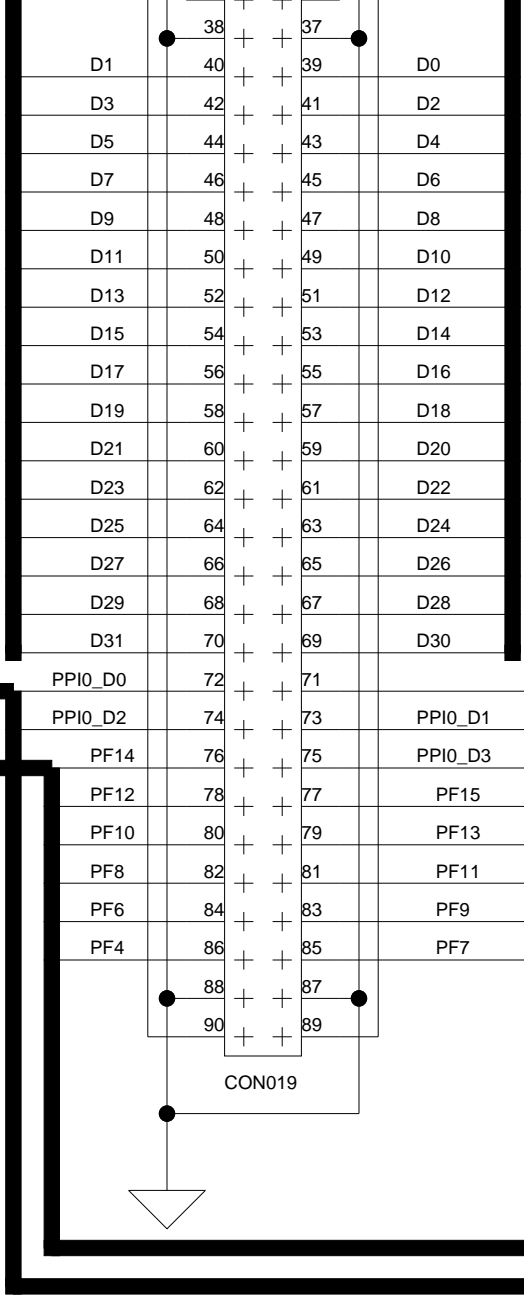 38 37
D1 40 39 D0
D3 42 41 D2
D5 44 43 D4
D7 46 45 D6
D9 48 47 D8
D11 50 49 D10
D13 52 51 D12
D15 54 53 D14
D17 56 55 D16
D19 58 57 D18
D21 60 59 D20
D23 62 61 D22
D25 64 63 D24
D27 66 65 D26
D29 68 67 D28
D31 70 69 D30
PPI0_D0 72 71
PPI0_D2 74 73 PPI0_D1
PF14 76 75 PPI0_D3
PF12 78 77 PF15
PF10 80 79 PF13
PF8 82 81 PF11
PF6 84 83 PF9
PF4 86 85 PF7
88 87
90 89
CON019